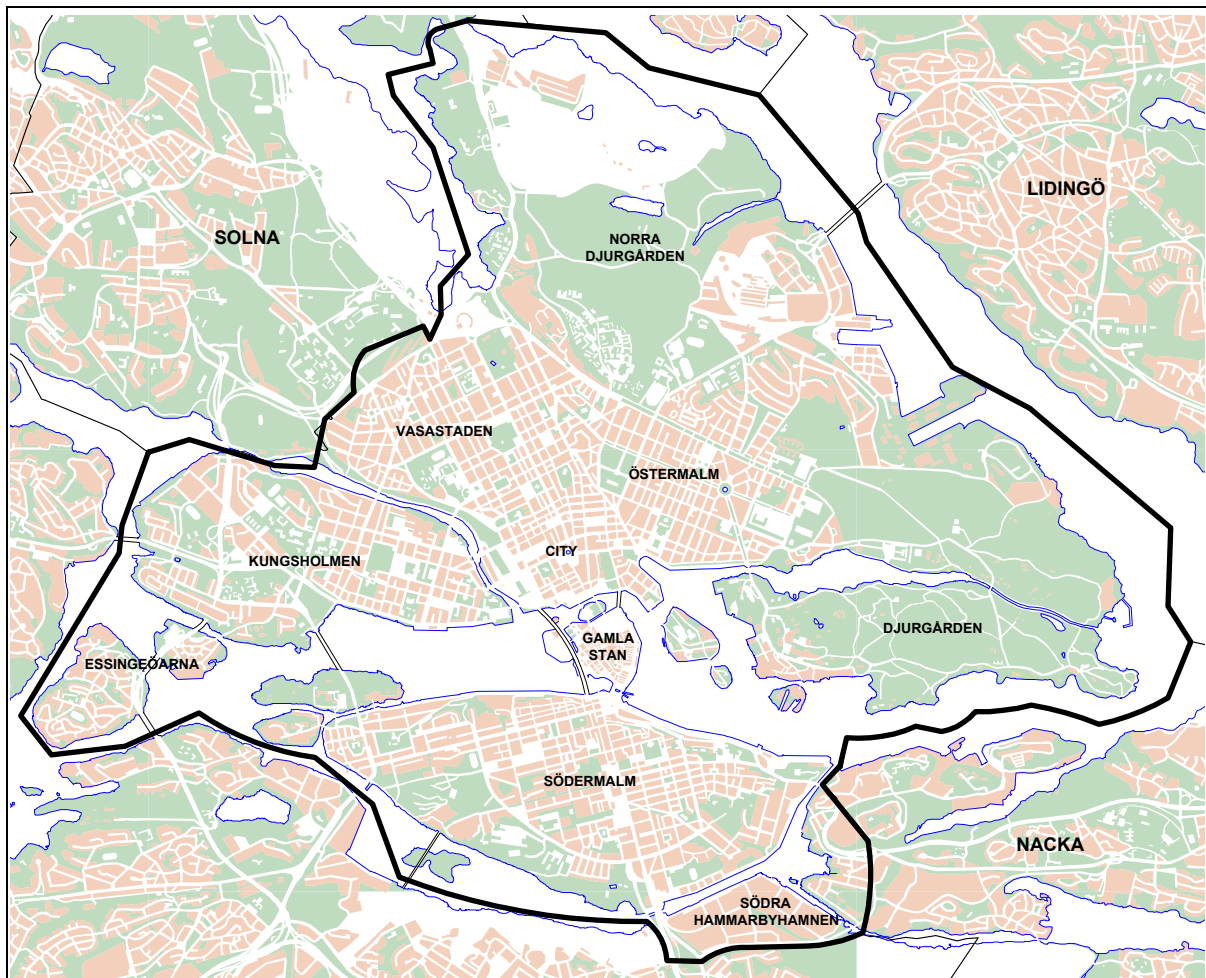 LIDINGÖ
SOLNA
NORRA
DJURGÅRDEN
VASASTADEN
ÖSTERMALM
CITY
KUNGSHOLMEN
DJURGÅRDEN
GAMLA
STAN
ESSINGEÖARNA
SÖDERMALM
NACKA
SÖDRA
HAMMARBYHAMNEN